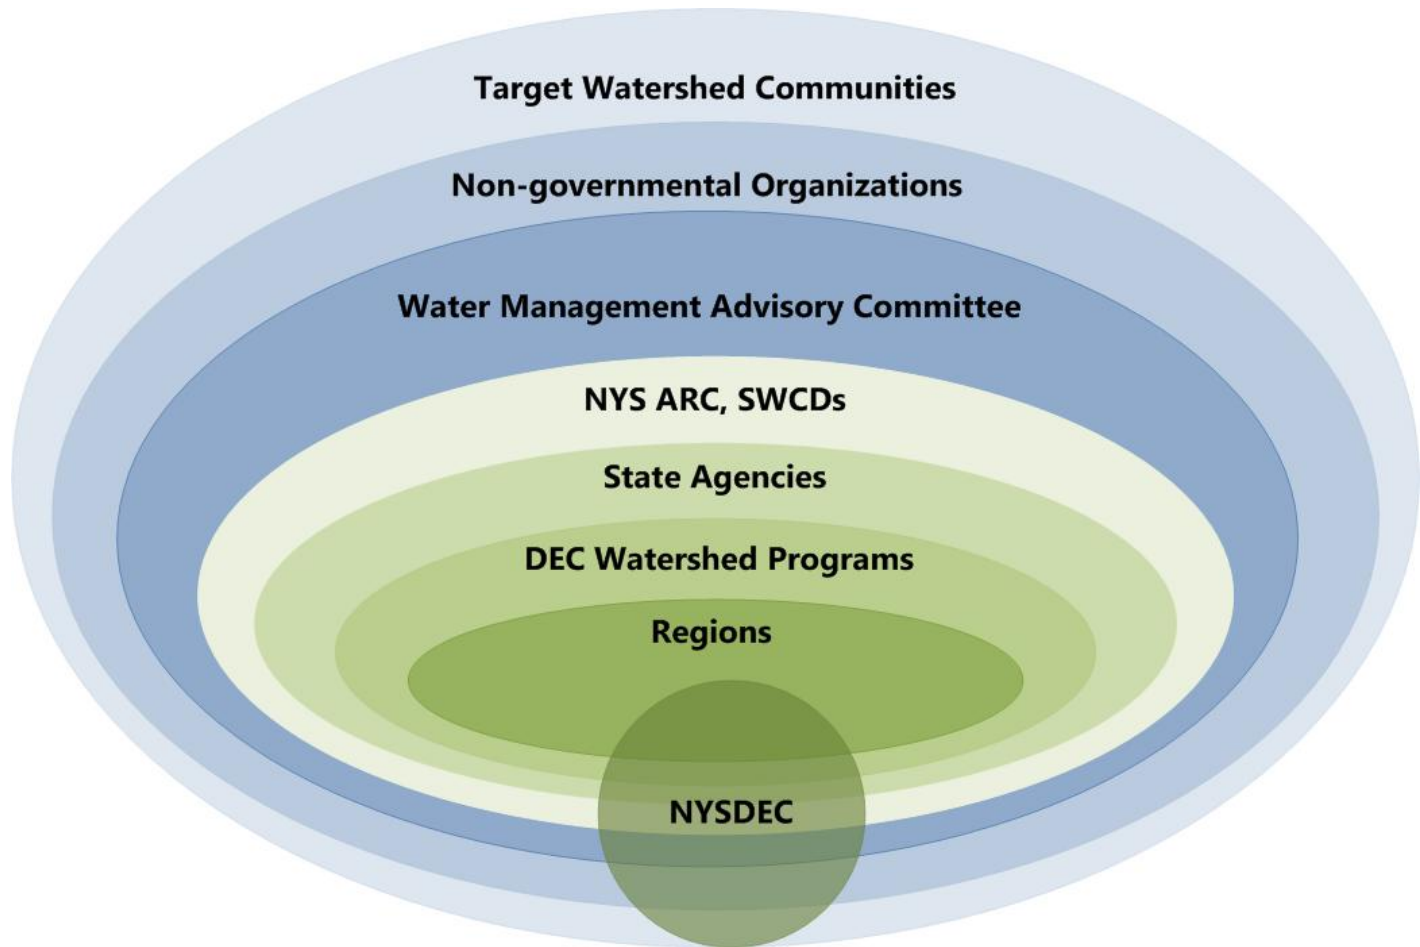 Target Watershed Communities
Non-governmental Organizations
Water Management Advisory Committee
NYS ARC, SWCDs
State Agencies
DEC Watershed Programs
Regions
NYSDEC